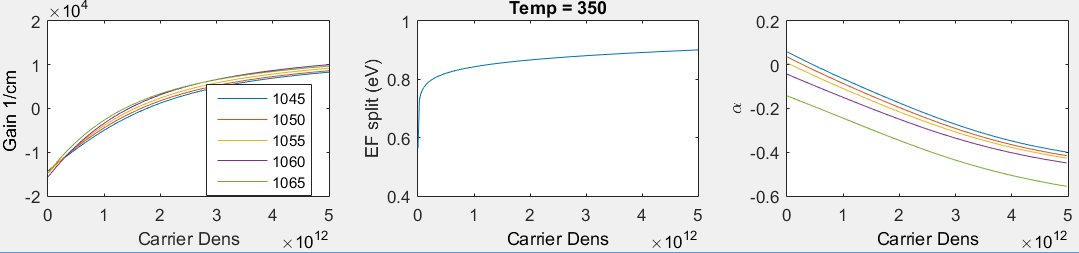 Temp = 350
×10⁴
2
1
0
-1
-2
Gain 1/cm
1045
1050
1055
1060
1065
0 1 2 3 4 5
Carrier Dens
×10¹²
1
0.8
0.6
0.4
EF split (eV)
0 1 2 3 4 5
Carrier Dens
×10¹²
0.2
0
-0.2
-0.4
-0.6
α
0 1 2 3 4 5
Carrier Dens
×10¹²